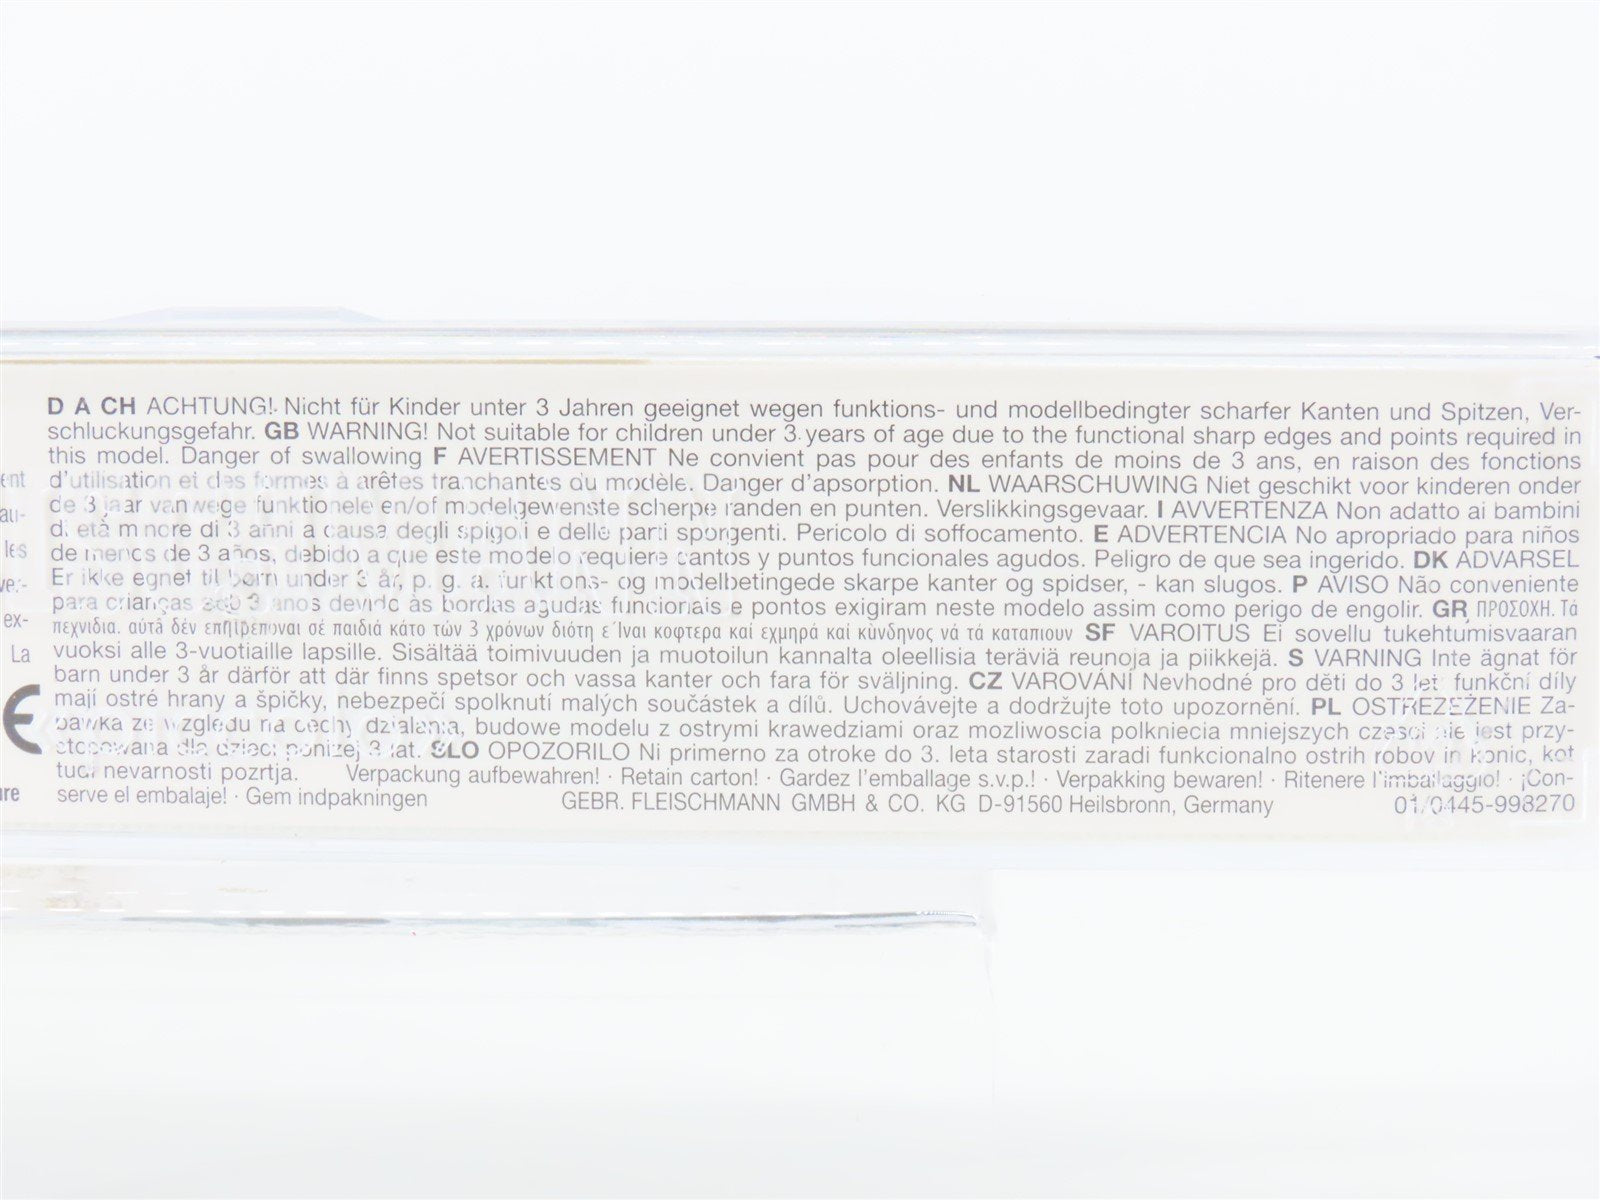 D A CH ACHTUNG! Nicht für Kinder unter 3 Jahren geeignet wegen funktions- und modellbedingter scharfer Kanten und Spitzen, Ver-
schluckungsgefahr. GB WARNING! Not suitable for children under 3 years of age due to the functional sharp edges and points required in
this model. Danger of swallowing F AVERTISSEMENT Ne convient pas pour des enfants de moins de 3 ans, en raison des fonctions
d'utilisation et des formes à arêtes tranchantes du modèle. Danger d'apsorption. NL WAARSCHUWING Niet geschikt voor kinderen onder
de 3 jaar vanwege funktionele en/of modelgewenste scherpe randen en punten. Verslikkingsgevaar. I AVVERTENZA Non adatto ai bambini
di età minore di 3 anni a causa degli spigoli e delle parti sporgenti. Pericolo di soffocamento. E ADVERTENCIA No apropriado para niños
de menos de 3 años, debido a que este modelo requiere cantos y puntos funcionales agudos. Peligro de que sea ingerido. DK ADVARSEL
Er ikke egnet til børn under 3 år, p. g. a. funktions- og modelbetingede skarpe kanter og spidser, - kan slugos. P AVISO Não conveniente
para crianças sob 3 anos devido às bordas agudas funcionais e pontos exigiram neste modelo assim como perigo de engolir. GR ΠΡΟΣΟΧΗ. Τά
πεχνίδια. αύτά δέν επητρεπονται σέ παιδιά κάτο τών 3 χρόνων διότη ε΄ίναι κοφτερα καί εχμηρά καί κύνδηνος νά τά καταπιουν SF VAROITUS Ei sovellu tukehtumisvaaran
vuoksi alle 3-vuotiaille lapsille. Sisältää toimivuuden ja muotoilun kannalta oleellisia teräviä reunoja ja piikkejä. S VARNING Inte ägnat för
barn under 3 år därför att där finns spetsor och vassa kanter och fara för sväljning. CZ VAROVÁNÍ Nevhodné pro děti do 3 let: funkční díly
mají ostré hrany a špičky, nebezpečí spolknutí malých součástek a dílů. Uchovávejte a dodržujte toto upozornění. PL OSTRZEŻENIE Za-
bawka ze wzgledu na cechy dzialania, budowe modelu z ostrymi krawedziami oraz mozliwoscia polkniecia mniejszych czesci nie jest przy-
stosowana dla dzieci ponizej 3 lat. SLO OPOZORILO Ni primerno za otroke do 3. leta starosti zaradi funkcionalno ostrih robov in konic, kot
tudi nevarnosti pozrtja. Verpackung aufbewahren! · Retain carton! · Gardez l'emballage s.v.p.! · Verpakking bewaren! · Ritenere l'imballaggio! · ¡Con-
serve el embalaje! · Gem indpakningen GEBR. FLEISCHMANN GMBH & CO. KG D-91560 Heilsbronn, Germany 01/0445-998270